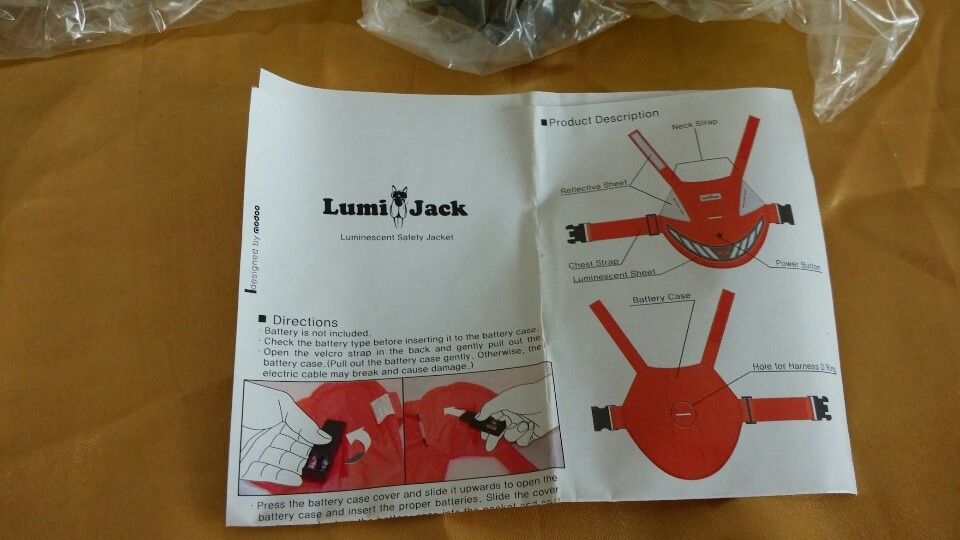 designed by modoo
Lumi Jack
Luminescent Safety Jacket
■ Directions
· Battery is not included.
· Check the battery type before inserting it to the battery case.
· Open the velcro strap in the back and gently pull out the
battery case.(Pull out the battery case gently. Otherwise, the
electric cable may break and cause damage.)
· Press the battery case cover and slide it upwards to open the
battery case and insert the proper batteries. Slide the cover
■Product Description
Neck Strap
Reflective Sheet
Chest Strap
Luminescent Sheet
Power Button
Battery Case
Hole for Harness D Ring